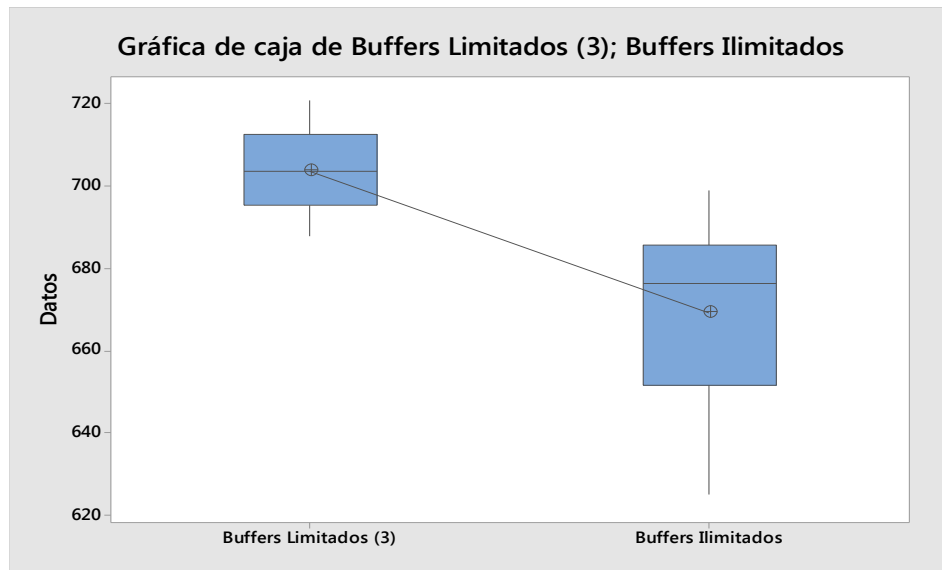 Gráfica de caja de Buffers Limitados (3); Buffers Ilimitados
720
700
680
660
640
620
Datos
Buffers Limitados (3)
Buffers Ilimitados